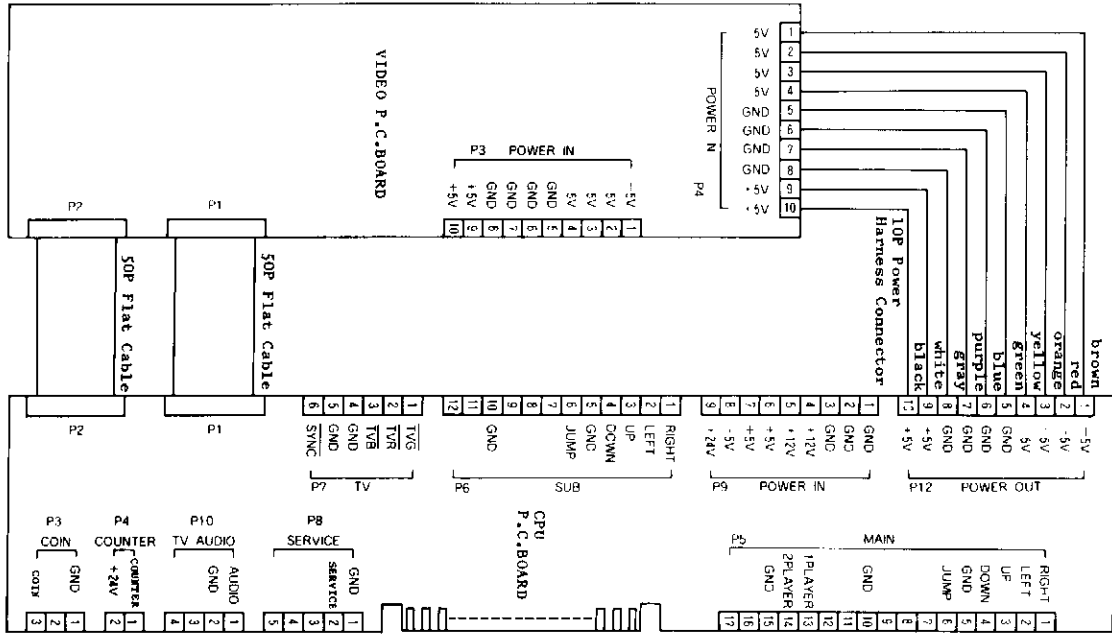 VIDEO P.C.BOARD
POWER IN
P4
5V 1
5V 2
5V 3
5V 4
GND 5
GND 6
GND 7
GND 8
+5V 9
+5V 10
P3 POWER IN
+5V 10
+5V 9
GND
GND 7
GND 6
GND 5
5V 4
5V 3
5V 2
-5V 1
10P Power
Harness Connector
brown
red
orange
yellow
green
blue
purple
gray
white
black
P2
P1
50P Flat Cable
50P Flat Cable
P2
P1
6 SYNC
5 GND
4 GND
3 TVB
2 TVR
1 TVG
P7 TV
12
11
10 GND
9
8
7
6 JUMP
5 GND
4 DOWN
3 UP
2 LEFT
1 RIGHT
P6 SUB
9 +24V
8 -5V
7 +5V
6 +5V
5 +12V
4 +12V
3 GND
2 GND
1 GND
P9 POWER IN
10 +5V
9 +5V
8 GND
7 GND
6 GND
5 GND
4 5V
3 -5V
2 -5V
1 -5V
P12 POWER OUT
CPU
P.C.BOARD
P3
COIN
COIN 3
2
GND 1
P4
COUNTER
+24V 2
COUNTER 1
P10
TV AUDIO
4
3
GND 2
AUDIO 1
P8
SERVICE
5
4
3
SERVICE 2
GND 1
P5 MAIN
17
16
GND 15
2PLAYER 14
1PLAYER 13
12
11
GND 10
9
8
7
JUMP 6
GND 5
DOWN 4
UP 3
LEFT 2
RIGHT 1